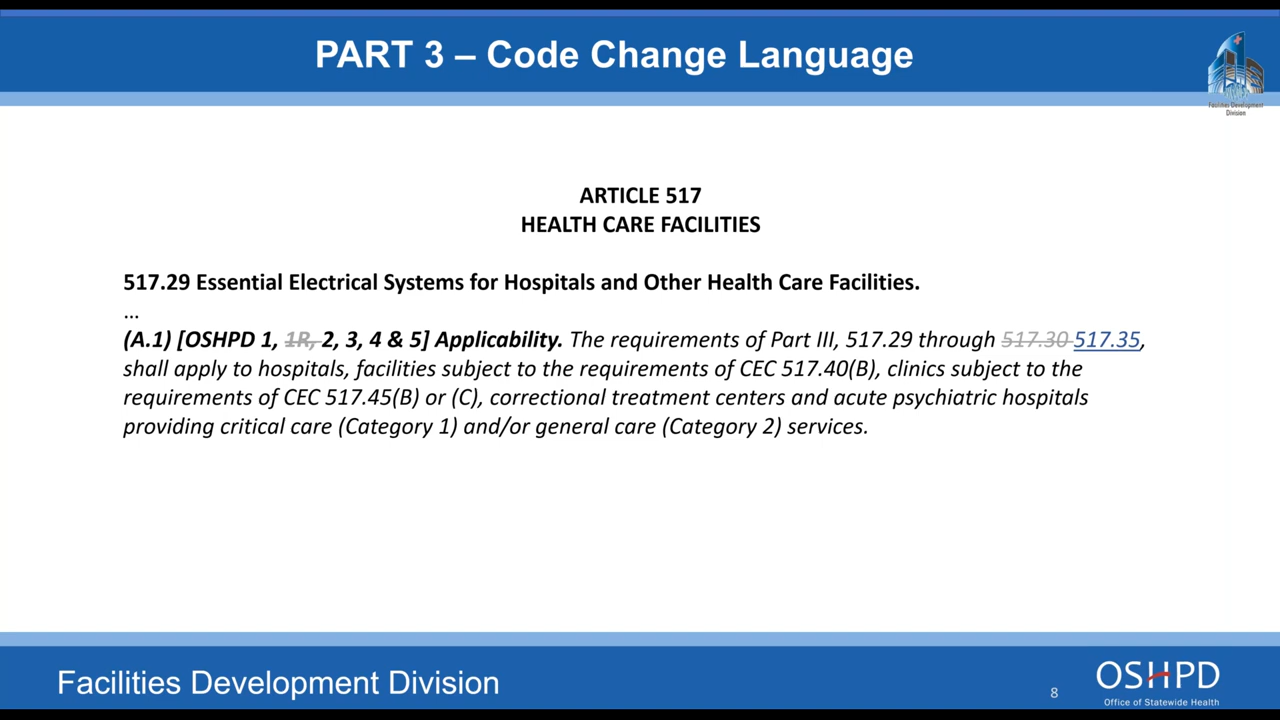 PART 3 – Code Change Language
Facilities Development
Division
ARTICLE 517
HEALTH CARE FACILITIES
517.29 Essential Electrical Systems for Hospitals and Other Health Care Facilities.
...
(A.1) [OSHPD 1, 1R, 2, 3, 4 & 5] Applicability. The requirements of Part III, 517.29 through 517.30 517.35,
shall apply to hospitals, facilities subject to the requirements of CEC 517.40(B), clinics subject to the
requirements of CEC 517.45(B) or (C), correctional treatment centers and acute psychiatric hospitals
providing critical care (Category 1) and/or general care (Category 2) services.
Facilities Development Division
8
OSHPD
Office of Statewide Health